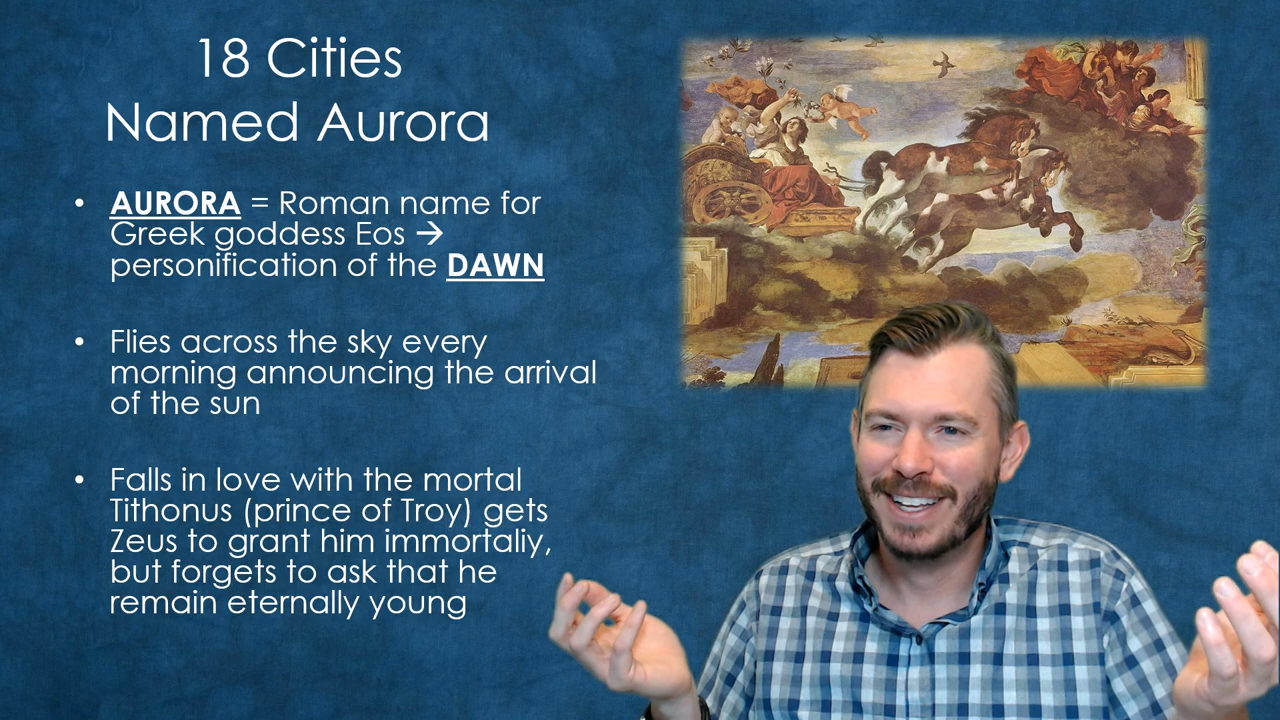 18 Cities
Named Aurora
• AURORA = Roman name for
Greek goddess Eos →
personification of the DAWN
• Flies across the sky every
morning announcing the arrival
of the sun
• Falls in love with the mortal
Tithonus (prince of Troy) gets
Zeus to grant him immortaliy,
but forgets to ask that he
remain eternally young